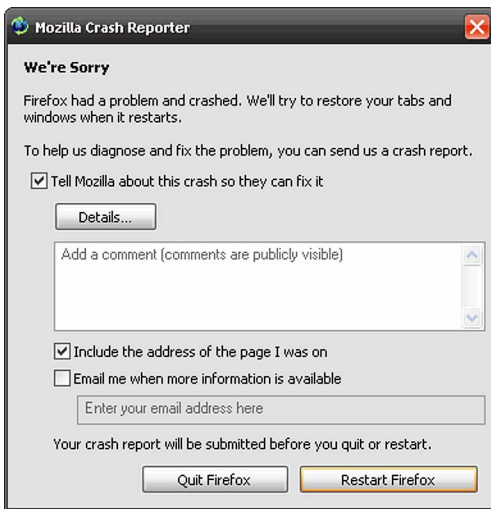 Mozilla Crash Reporter
We're Sorry
Firefox had a problem and crashed. We'll try to restore your tabs and
windows when it restarts.
To help us diagnose and fix the problem, you can send us a crash report.
Tell Mozilla about this crash so they can fix it
Details...
Add a comment (comments are publicly visible)
Include the address of the page I was on
Email me when more information is available
Enter your email address here
Your crash report will be submitted before you quit or restart.
Quit Firefox
Restart Firefox